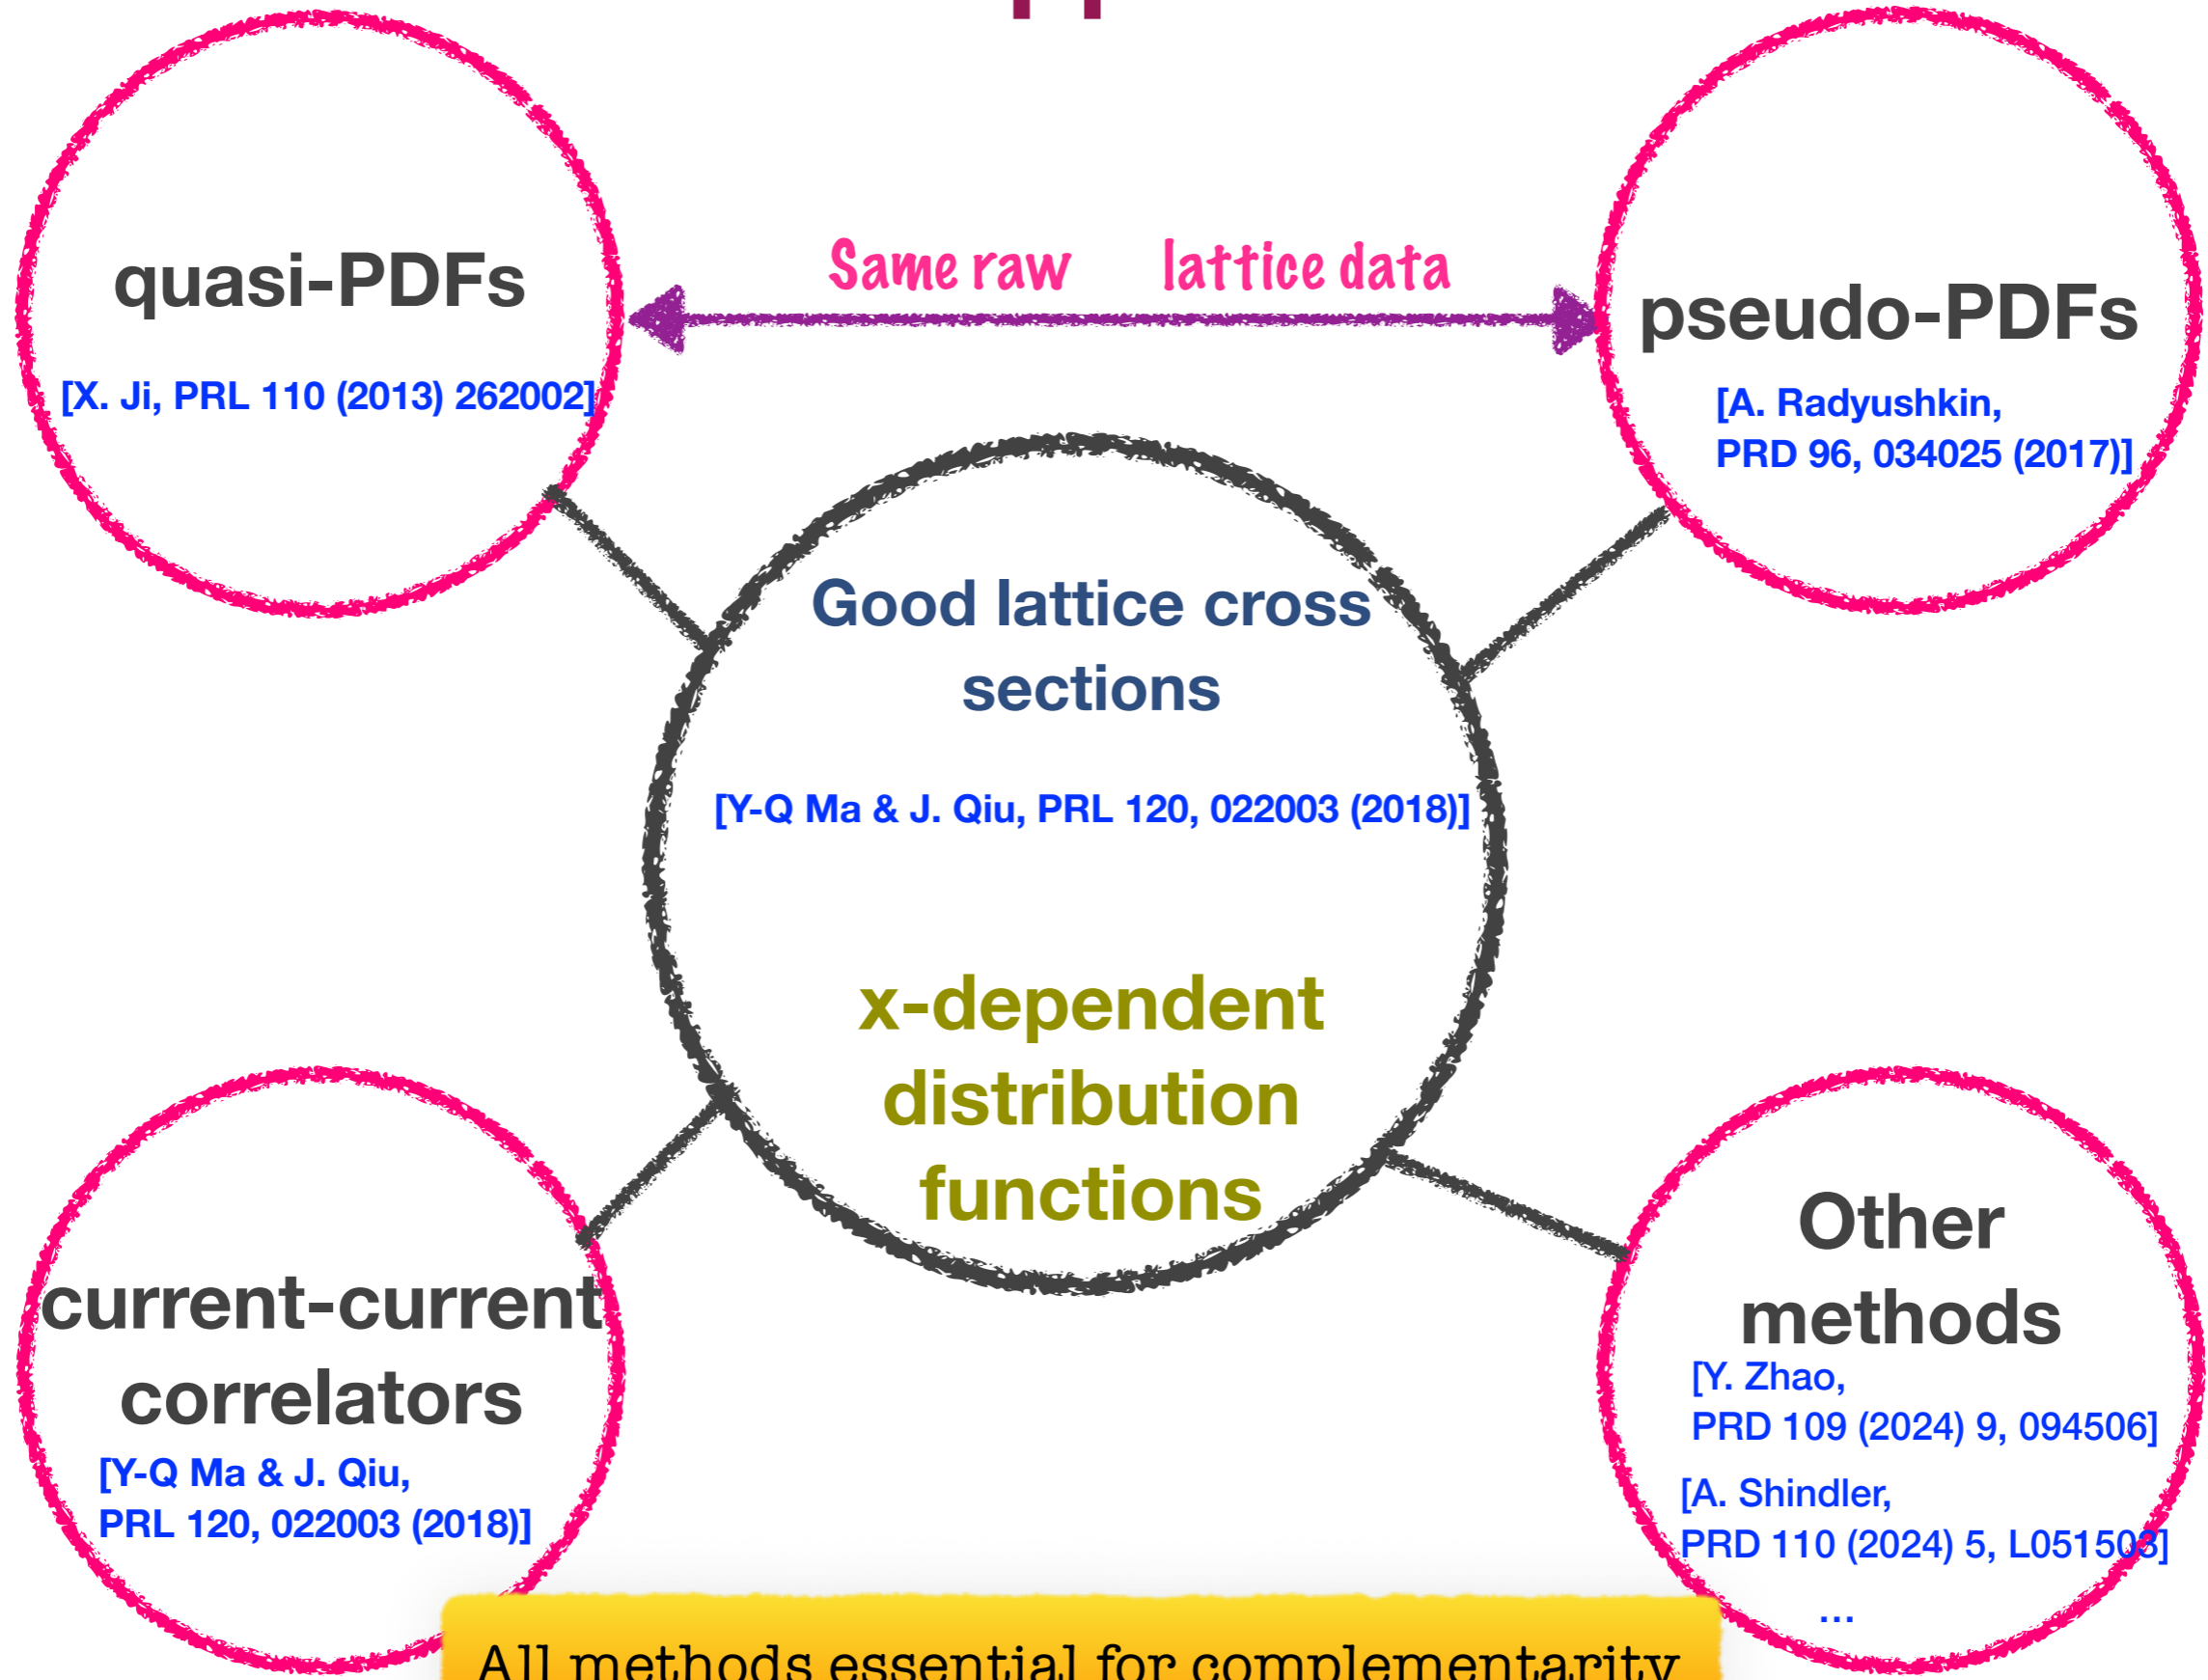 quasi-PDFs
[X. Ji, PRL 110 (2013) 262002]
Same raw lattice data
pseudo-PDFs
[A. Radyushkin,
PRD 96, 034025 (2017)]
Good lattice cross
sections
[Y-Q Ma & J. Qiu, PRL 120, 022003 (2018)]
x-dependent
distribution
functions
current-current
correlators
[Y-Q Ma & J. Qiu,
PRL 120, 022003 (2018)]
Other
methods
[Y. Zhao,
PRD 109 (2024) 9, 094506]
[A. Shindler,
PRD 110 (2024) 5, L051503]
...
All methods essential for complementarity